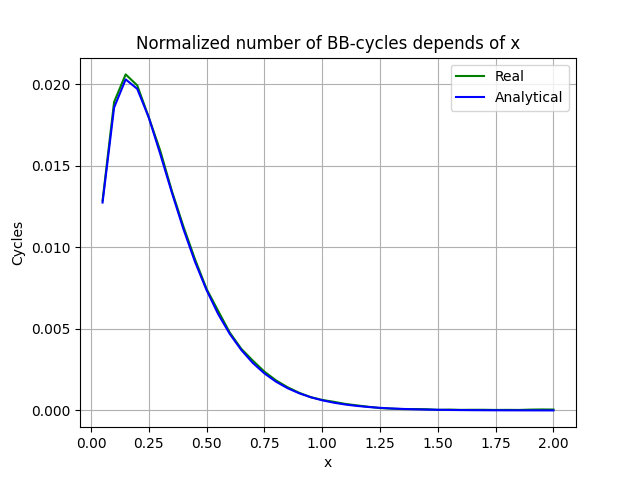 Normalized number of BB-cycles depends of x
Real
Analytical
0.020
0.015
0.010
0.005
0.000
Cycles
0.00 0.25 0.50 0.75 1.00 1.25 1.50 1.75 2.00
x